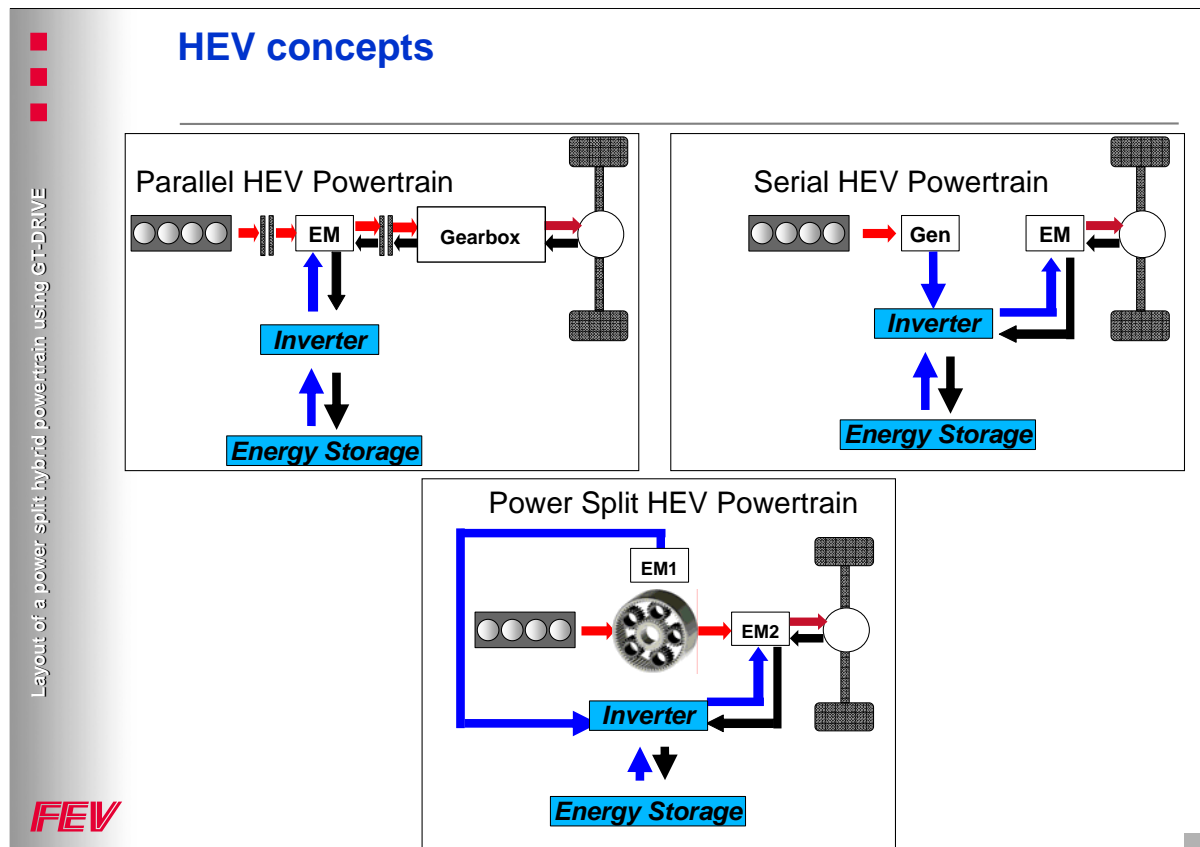 HEV concepts
Layout of a power split hybrid powertrain using GT-DRIVE
Parallel HEV Powertrain
EM
Gearbox
Inverter
Energy Storage
Serial HEV Powertrain
Gen
EM
Inverter
Energy Storage
Power Split HEV Powertrain
EM1
EM2
Inverter
Energy Storage
FEV